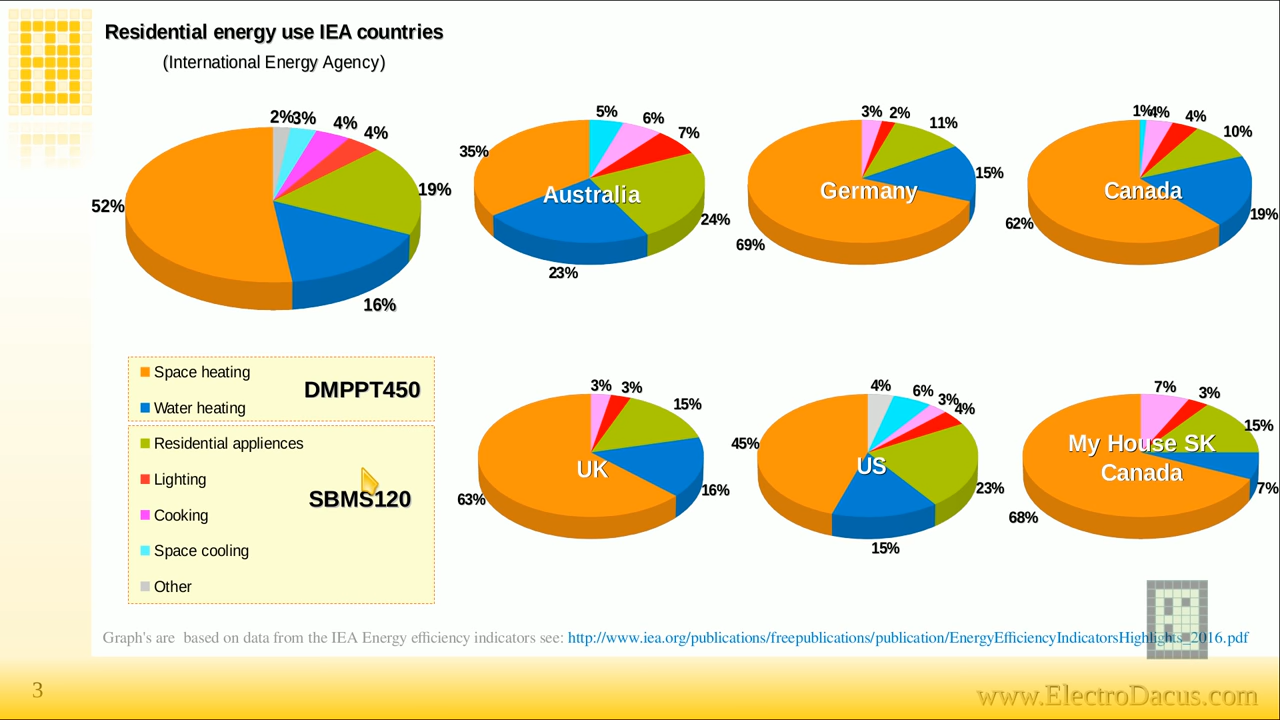 Residential energy use IEA countries
(International Energy Agency)
2% 3% 4% 4%
19%
52%
16%
5% 6% 7%
35%
Australia
24%
23%
3% 2%
11%
15%
Germany
69%
1% 4% 4%
10%
Canada
19%
62%
Space heating
DMPPT450
Water heating
Residential appliences
Lighting
SBMS120
Cooking
Space cooling
Other
3% 3%
15%
UK
16%
63%
4% 6% 3% 4%
45%
US
23%
15%
7% 3%
15%
My House SK
Canada
7%
68%
Graph's are based on data from the IEA Energy efficiency indicators see: http://www.iea.org/publications/freepublications/publication/EnergyEfficiencyIndicatorsHighlights_2016.pdf
3
www.ElectroDacus.com